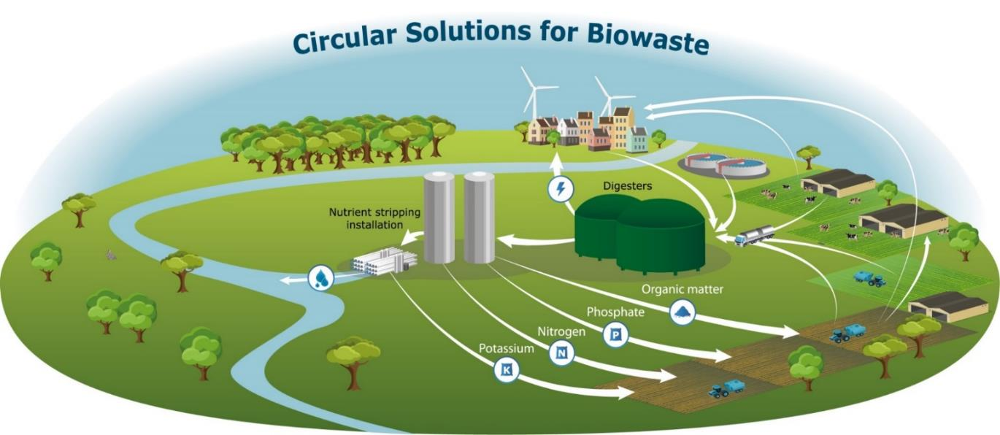 Circular Solutions for Biowaste
Digesters
Nutrient stripping
installation
Organic matter
Phosphate
P
Nitrogen
N
Potassium
K